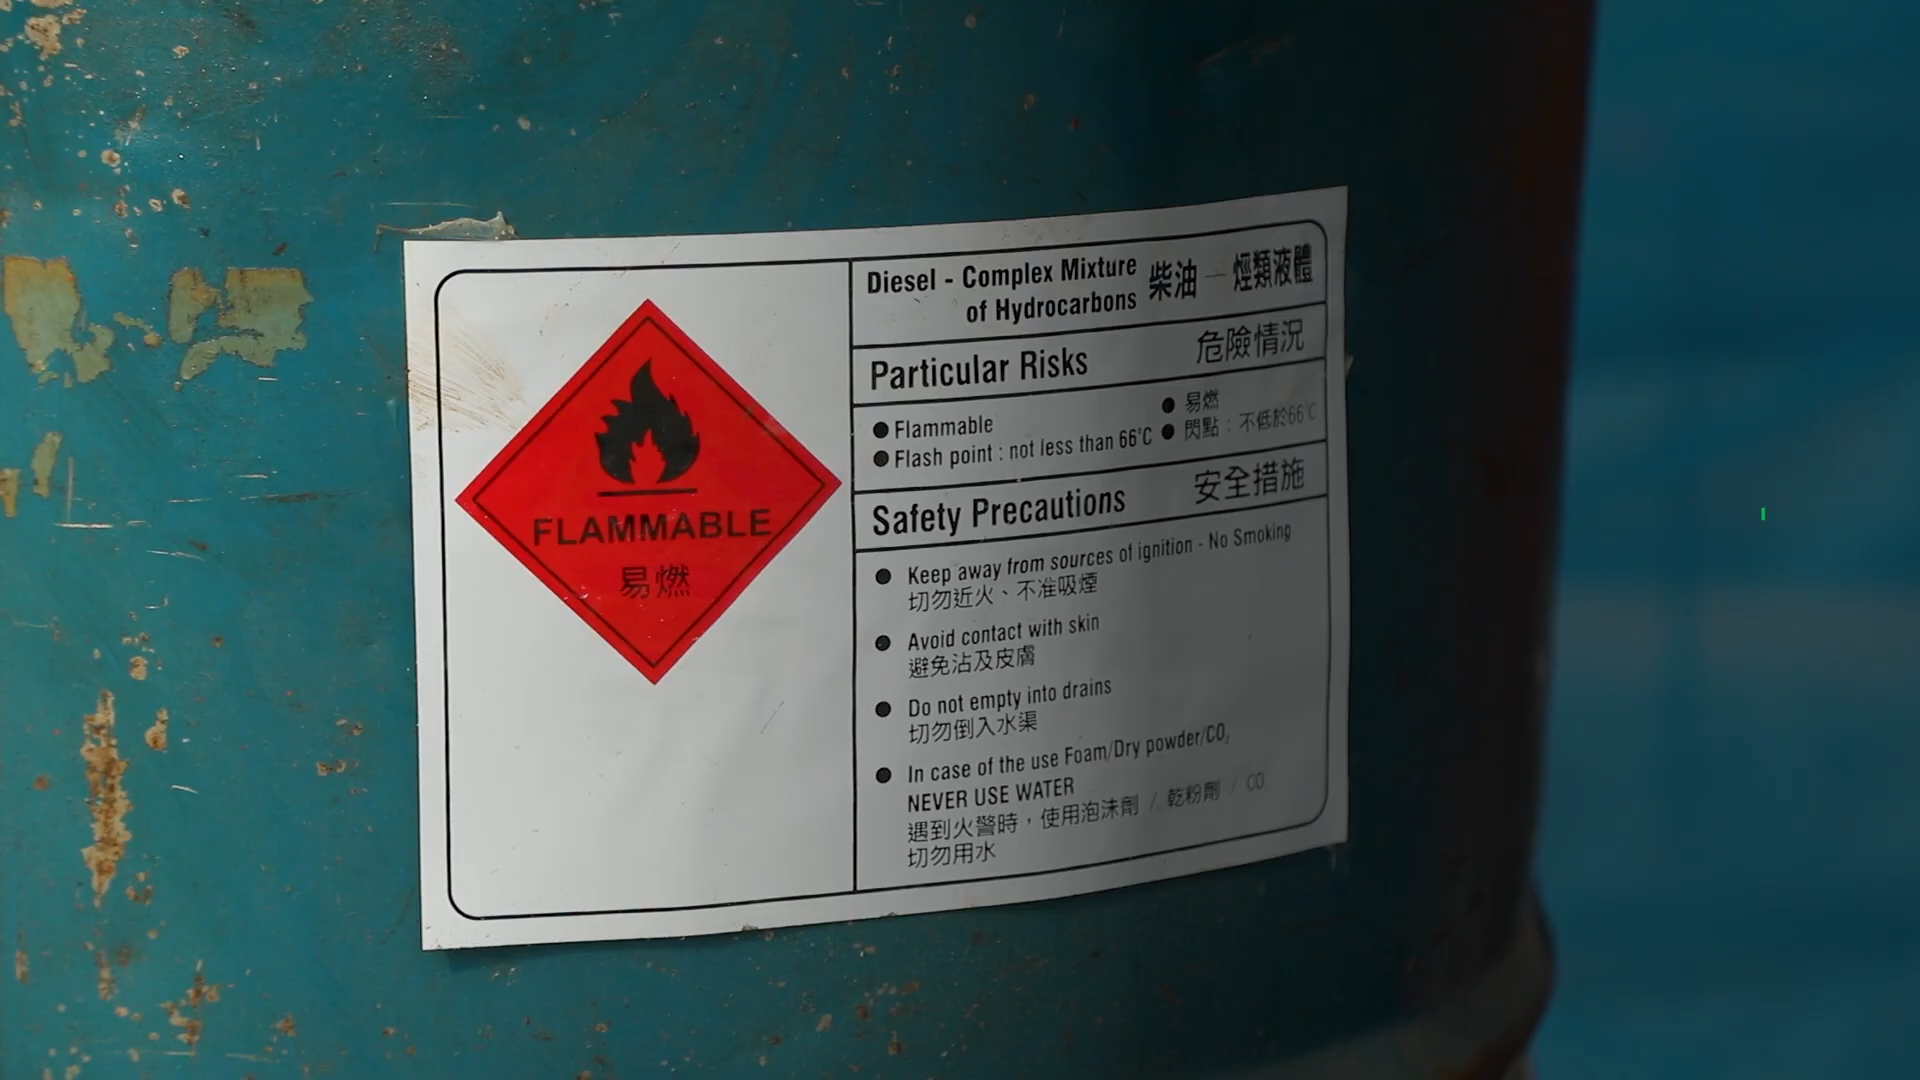 FLAMMABLE
易燃
Diesel - Complex Mixture
of Hydrocarbons
柴油 — 烴類液體
Particular Risks
危險情況
● Flammable
● Flash point : not less than 66°C
● 易燃
● 閃點 : 不低於66°C
Safety Precautions
安全措施
● Keep away from sources of ignition - No Smoking
切勿近火、不准吸煙
● Avoid contact with skin
避免沾及皮膚
● Do not empty into drains
切勿倒入水渠
● In case of the use Foam/Dry powder/CO₂
NEVER USE WATER
遇到火警時，使用泡沫劑 / 乾粉劑 / CO
切勿用水